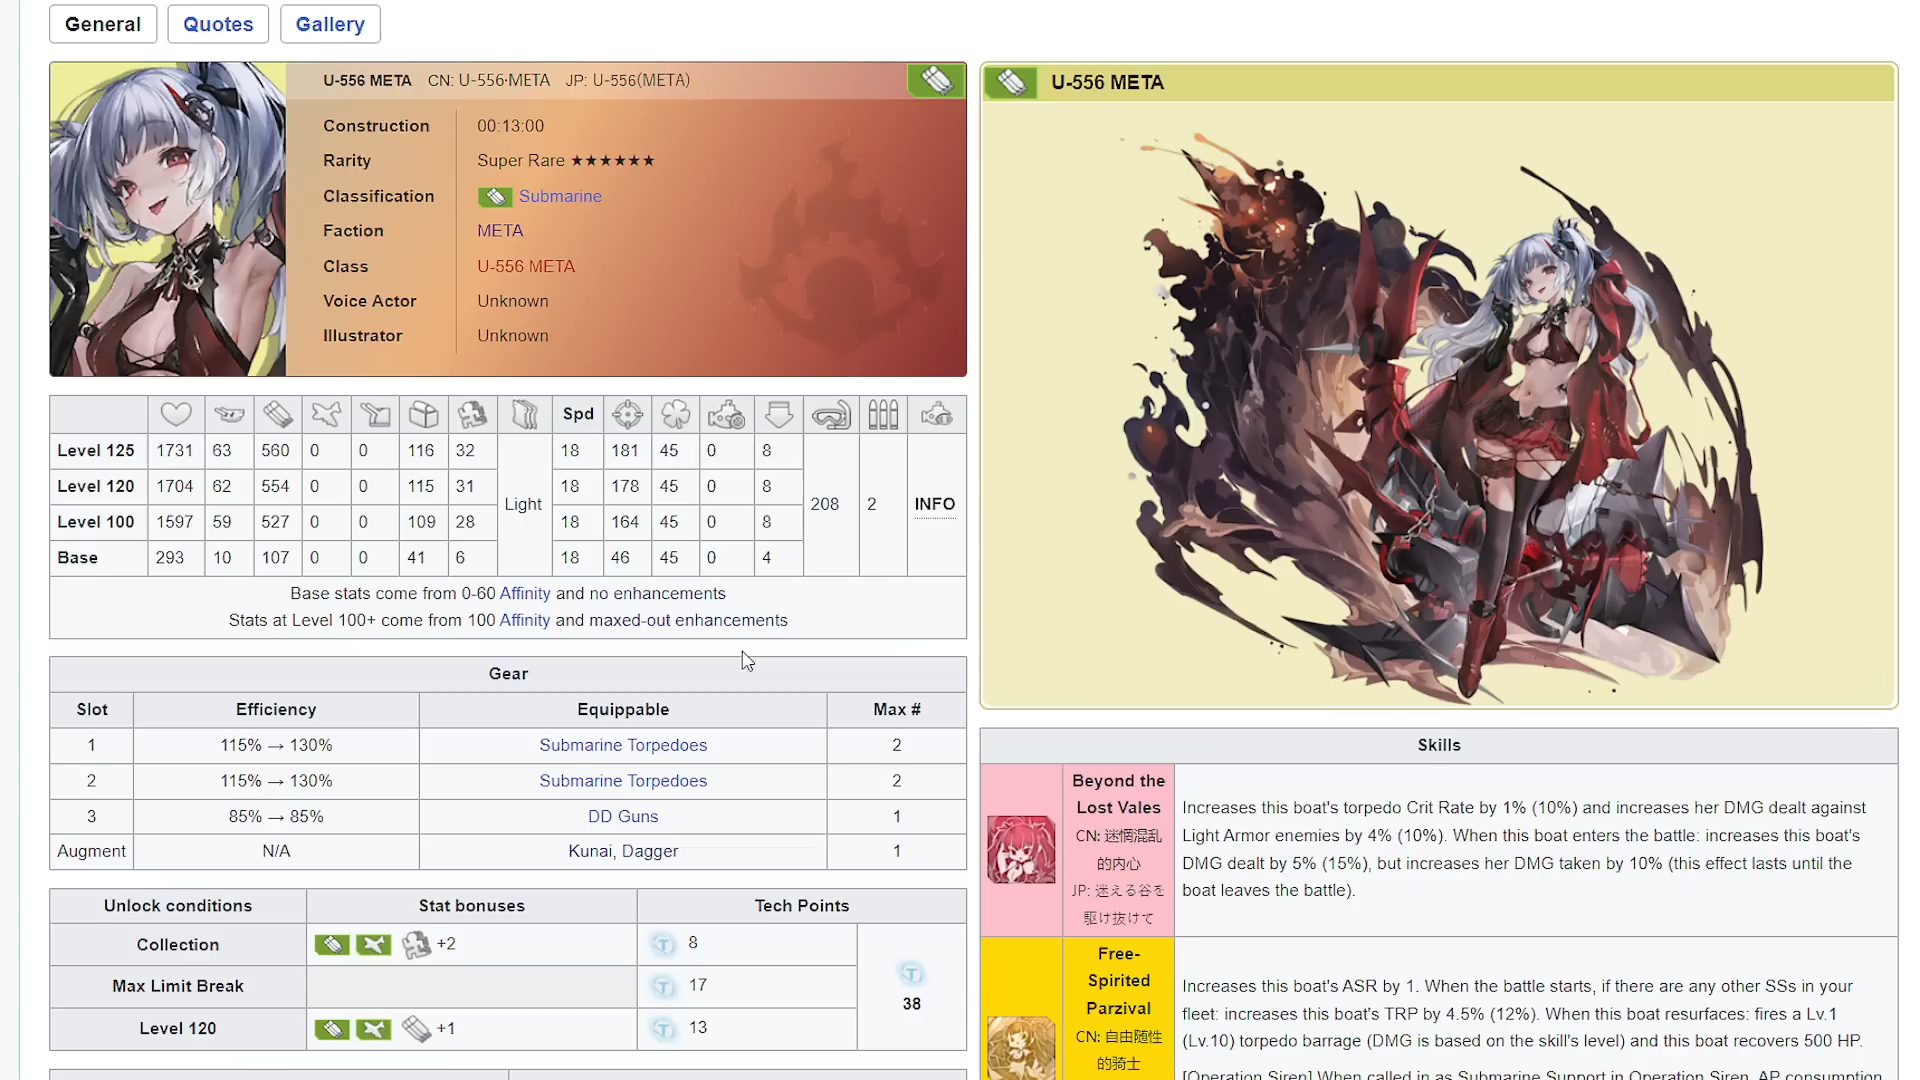 General
Quotes
Gallery
U-556 META CN: U-556·META JP: U-556(META)
Construction 00:13:00
Rarity Super Rare ★★★★★★
Classification Submarine
Faction META
Class U-556 META
Voice Actor Unknown
Illustrator Unknown
Spd
Level 125 1731 63 560 0 0 116 32 18 181 45 0 8
Level 120 1704 62 554 0 0 115 31 18 178 45 0 8
Light 208 2 INFO
Level 100 1597 59 527 0 0 109 28 18 164 45 0 8
Base 293 10 107 0 0 41 6 18 46 45 0 4
Base stats come from 0-60 Affinity and no enhancements
Stats at Level 100+ come from 100 Affinity and maxed-out enhancements
Gear
Slot Efficiency Equippable Max #
1 115% → 130% Submarine Torpedoes 2
2 115% → 130% Submarine Torpedoes 2
3 85% → 85% DD Guns 1
Augment N/A Kunai, Dagger 1
Unlock conditions Stat bonuses Tech Points
Collection +2 8
Max Limit Break 17
38
Level 120 +1 13
U-556 META
Skills
Beyond the
Lost Vales
CN: 迷惘混乱
的内心
JP: 迷える谷を
駆け抜けて
Increases this boat's torpedo Crit Rate by 1% (10%) and increases her DMG dealt against
Light Armor enemies by 4% (10%). When this boat enters the battle: increases this boat's
DMG dealt by 5% (15%), but increases her DMG taken by 10% (this effect lasts until the
boat leaves the battle).
Free-
Spirited
Parzival
CN: 自由随性
的骑士
Increases this boat's ASR by 1. When the battle starts, if there are any other SSs in your
fleet: increases this boat's TRP by 4.5% (12%). When this boat resurfaces: fires a Lv.1
(Lv.10) torpedo barrage (DMG is based on the skill's level) and this boat recovers 500 HP.
[Operation Siren] When called in as Submarine Support in Operation Siren, AP consumption